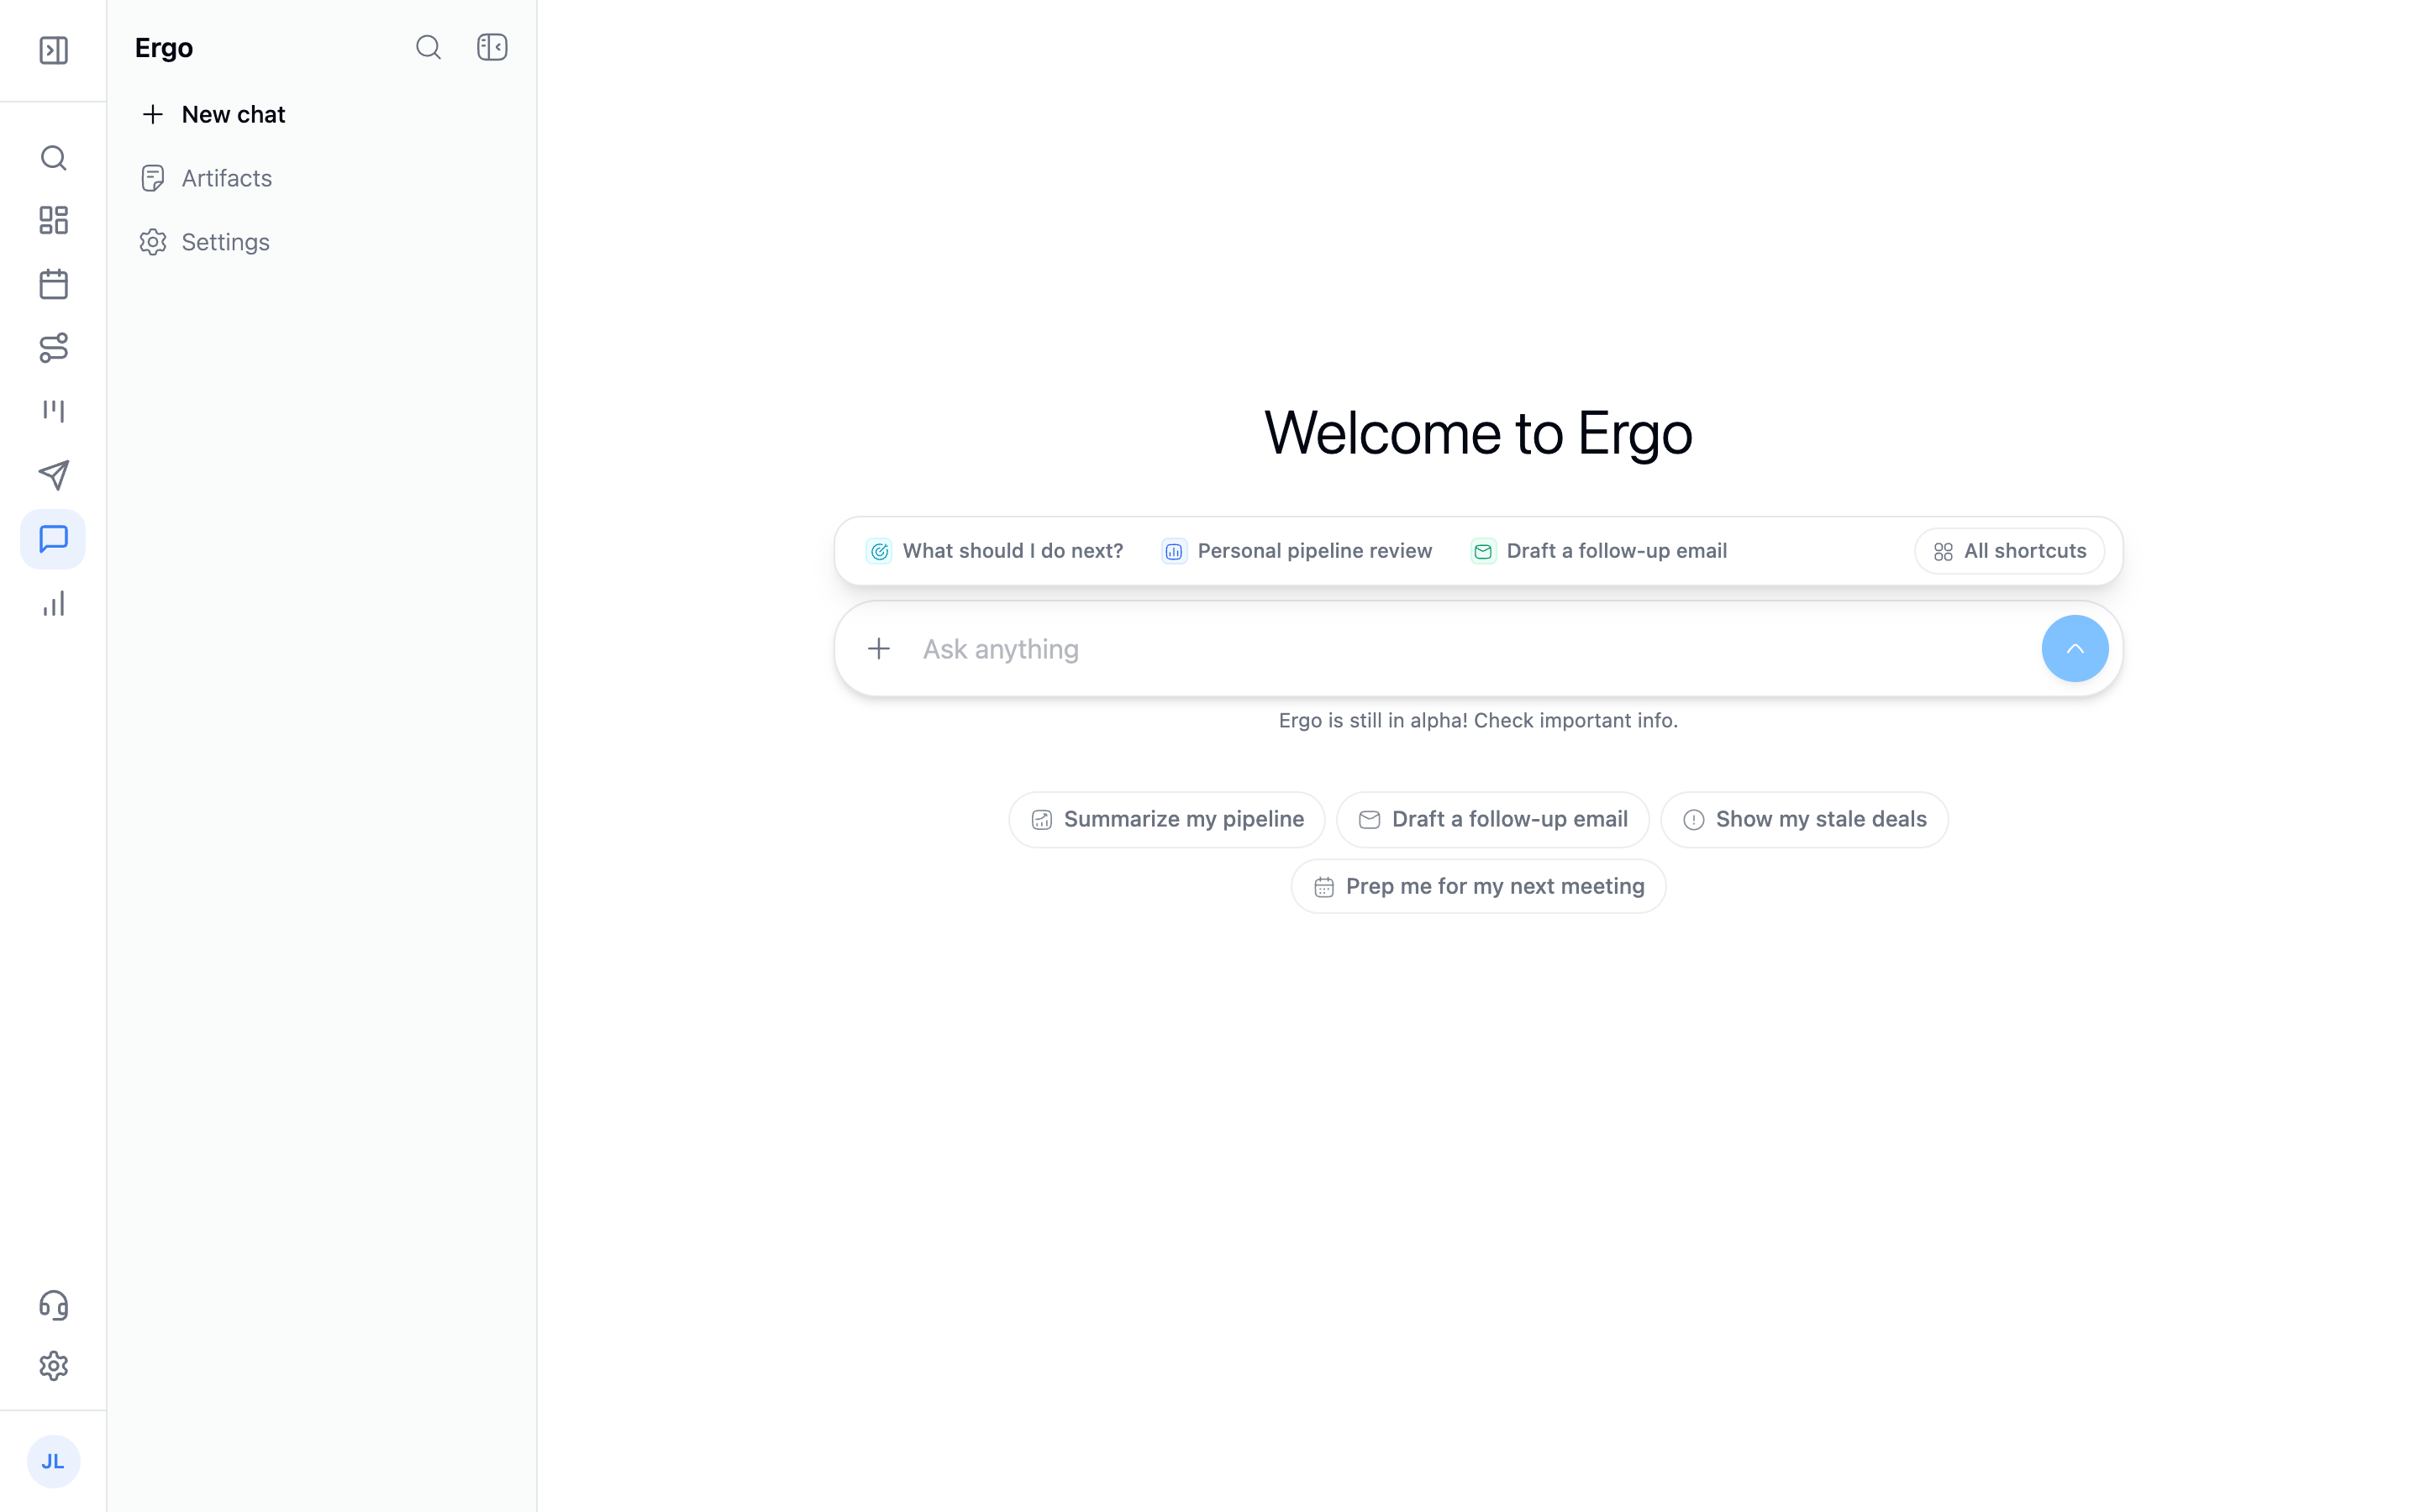 Ergo
New chat
Artifacts
Settings
JL
Welcome to Ergo
What should I do next?
Personal pipeline review
Draft a follow-up email
All shortcuts
Ask anything
Ergo is still in alpha! Check important info.
Summarize my pipeline
Draft a follow-up email
Show my stale deals
Prep me for my next meeting